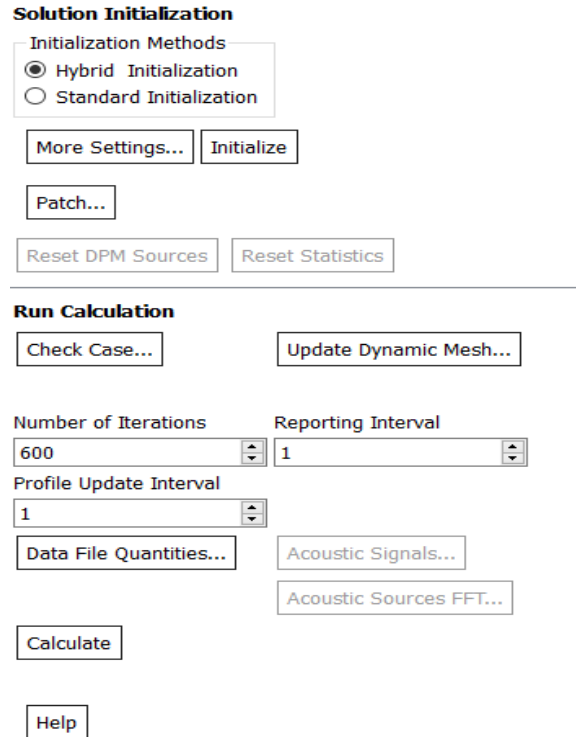 Solution Initialization
Initialization Methods
Hybrid Initialization
Standard Initialization
More Settings... Initialize
Patch...
Reset DPM Sources Reset Statistics
Run Calculation
Check Case... Update Dynamic Mesh...
Number of Iterations Reporting Interval
600 1
Profile Update Interval
1
Data File Quantities... Acoustic Signals...
Acoustic Sources FFT...
Calculate
Help